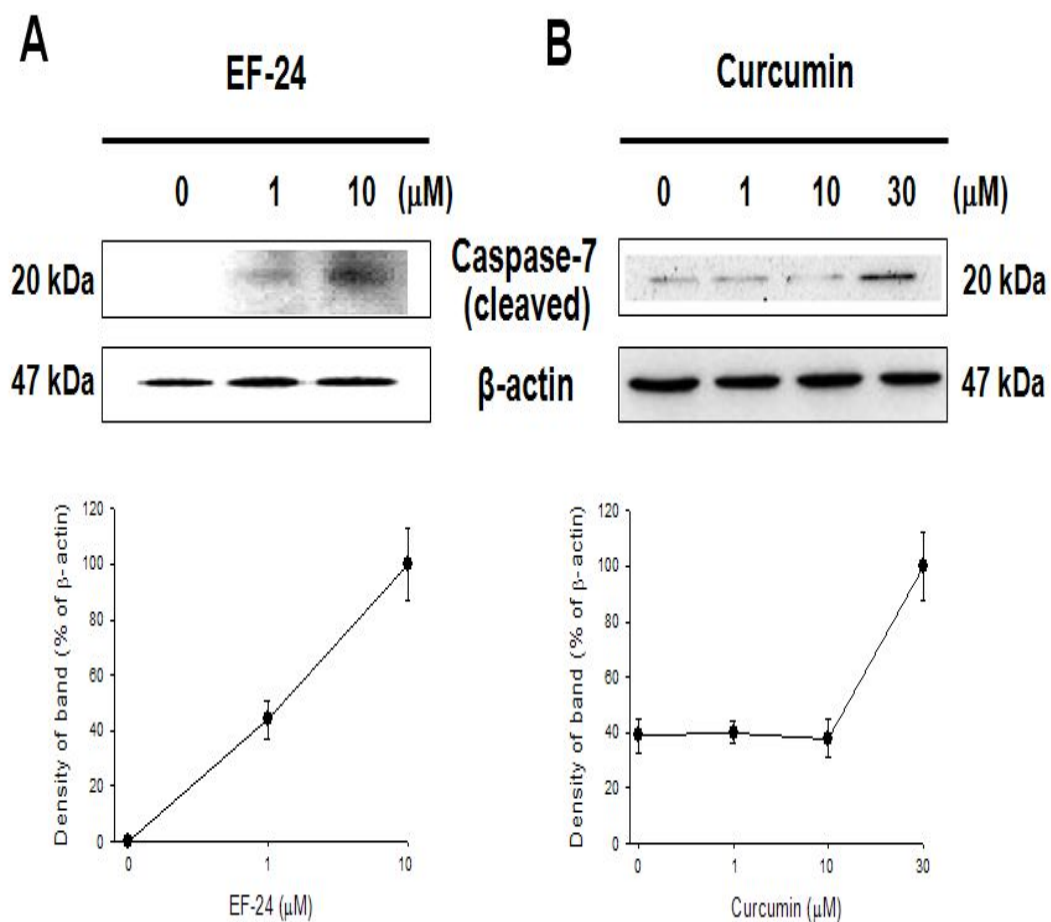 A
EF-24
0 1 10 (μM)
20 kDa
47 kDa
Caspase-7
(cleaved)
β-actin
B
Curcumin
0 1 10 30 (μM)
20 kDa
47 kDa
Density of band (% of β- actin)
120
100
80
60
40
20
0
0 1 10
EF-24 (μM)
Density of band (% of β- actin)
120
100
80
60
40
20
0
0 1 10 30
Curcumin (μM)